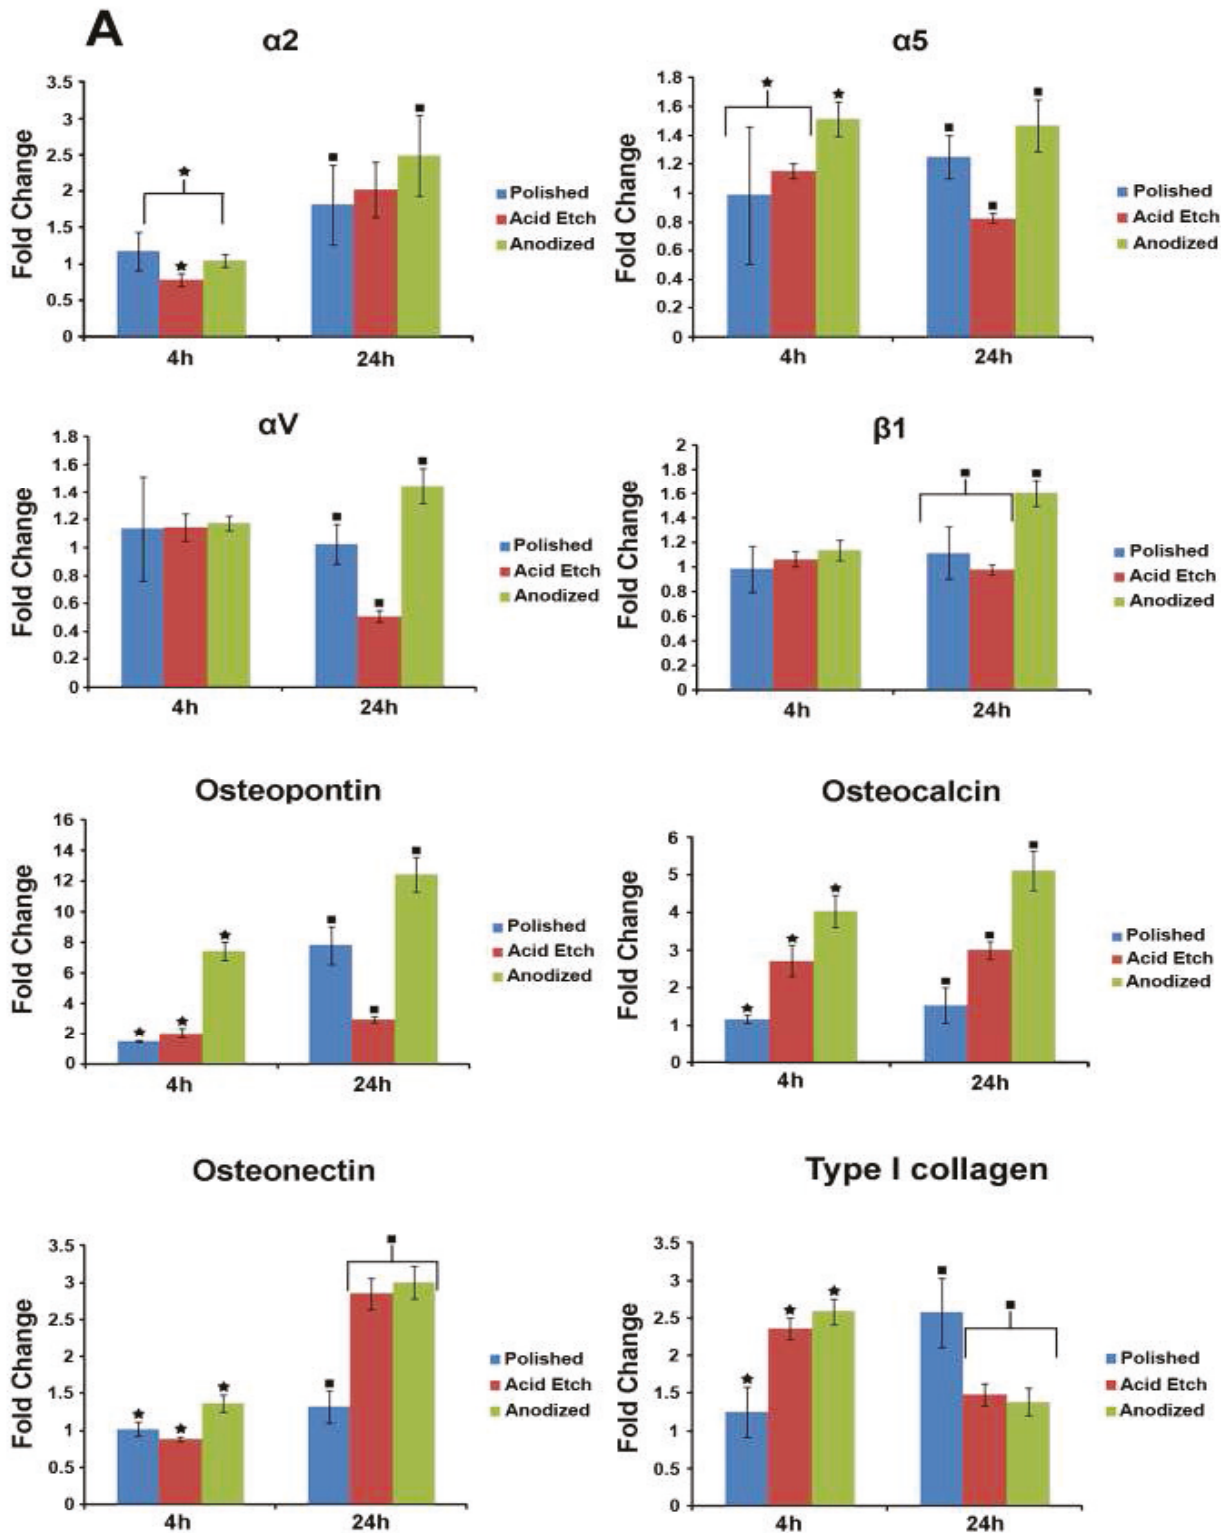 A
α2
3.5
3
2.5
2
1.5
1
0.5
0
Fold Change
4h
24h
Polished
Acid Etch
Anodized
α5
1.8
1.6
1.4
1.2
1
0.8
0.6
0.4
0.2
0
Fold Change
4h
24h
Polished
Acid Etch
Anodized
αV
1.8
1.6
1.4
1.2
1
0.8
0.6
0.4
0.2
0
Fold Change
4h
24h
Polished
Acid Etch
Anodized
β1
2
1.8
1.6
1.4
1.2
1
0.8
0.6
0.4
0.2
0
Fold Change
4h
24h
Polished
Acid Etch
Anodized
Osteopontin
16
14
12
10
8
6
4
2
0
Fold Change
4h
24h
Polished
Acid Etch
Anodized
Osteocalcin
6
5
4
3
2
1
0
Fold Change
4h
24h
Polished
Acid Etch
Anodized
Osteonectin
3.5
3
2.5
2
1.5
1
0.5
0
Fold Change
4h
24h
Polished
Acid Etch
Anodized
Type I collagen
3.5
3
2.5
2
1.5
1
0.5
0
Fold Change
4h
24h
Polished
Acid Etch
Anodized